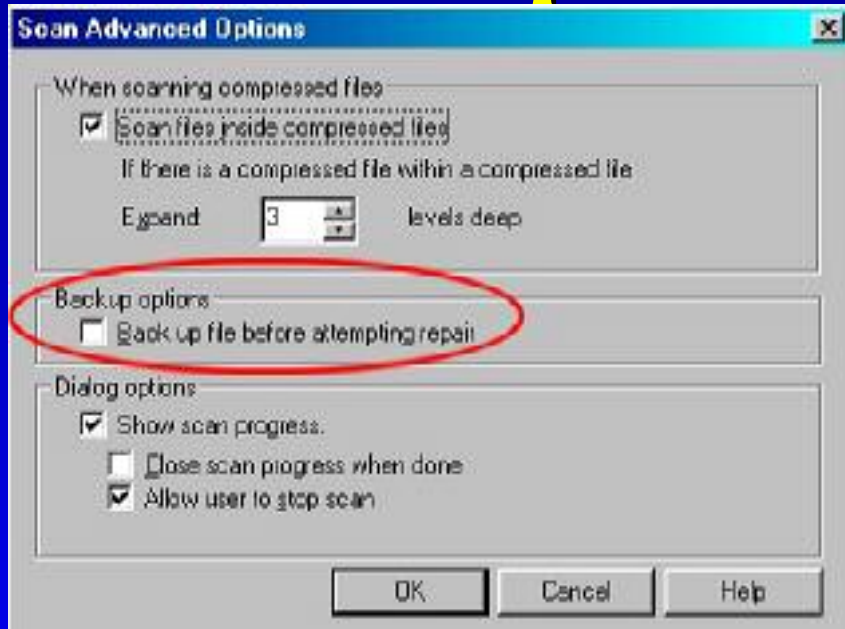 Scan Advanced Options
When scanning compressed files
Scan files inside compressed files
If there is a compressed file within a compressed file
Expand 3 levels deep
Backup options
Back up file before attempting repair
Dialog options
Show scan progress.
Close scan progress when done
Allow user to stop scan
OK Cancel Help